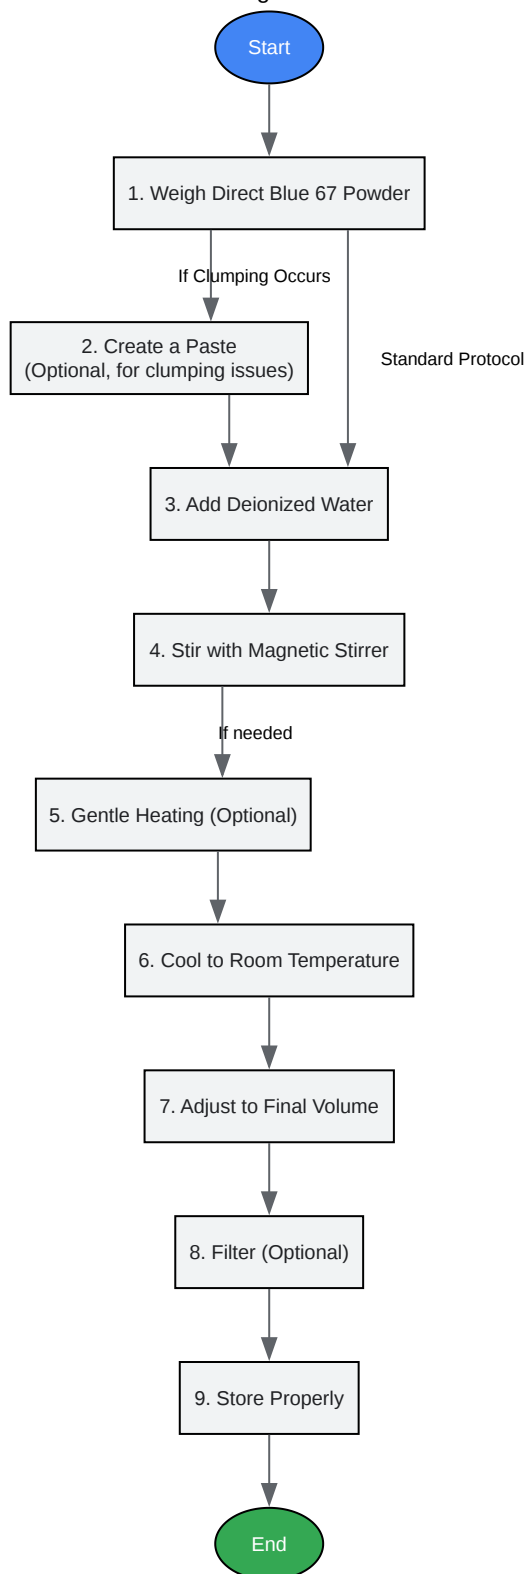 Start
1. Weigh Direct Blue 67 Powder
If Clumping Occurs
2. Create a Paste
(Optional, for clumping issues)
Standard Protocol
3. Add Deionized Water
4. Stir with Magnetic Stirrer
If needed
5. Gentle Heating (Optional)
6. Cool to Room Temperature
7. Adjust to Final Volume
8. Filter (Optional)
9. Store Properly
End